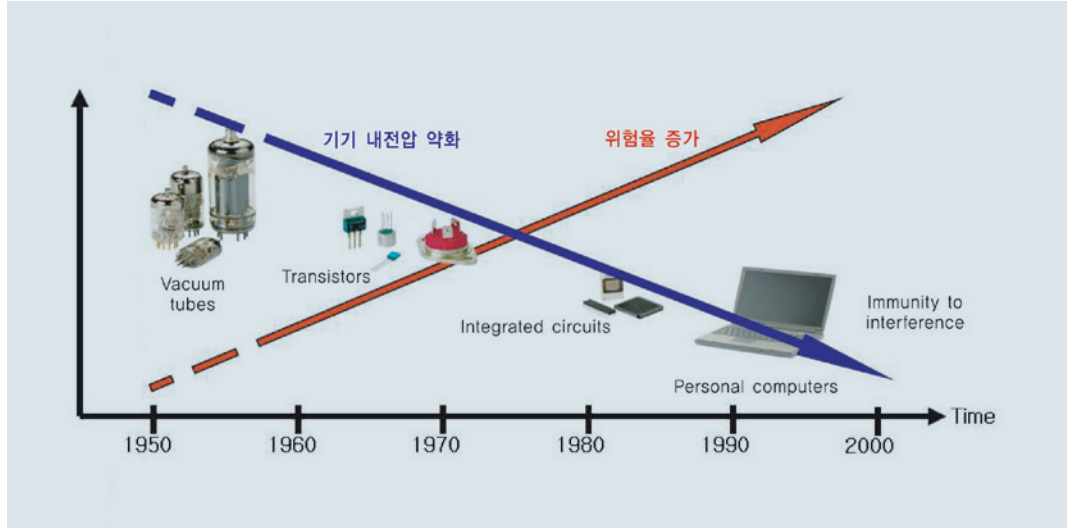 기기 내전압 약화
위험율 증가
Vacuum
tubes
Transistors
Integrated circuits
Immunity to
interference
Personal computers
Time
1950 1960 1970 1980 1990 2000